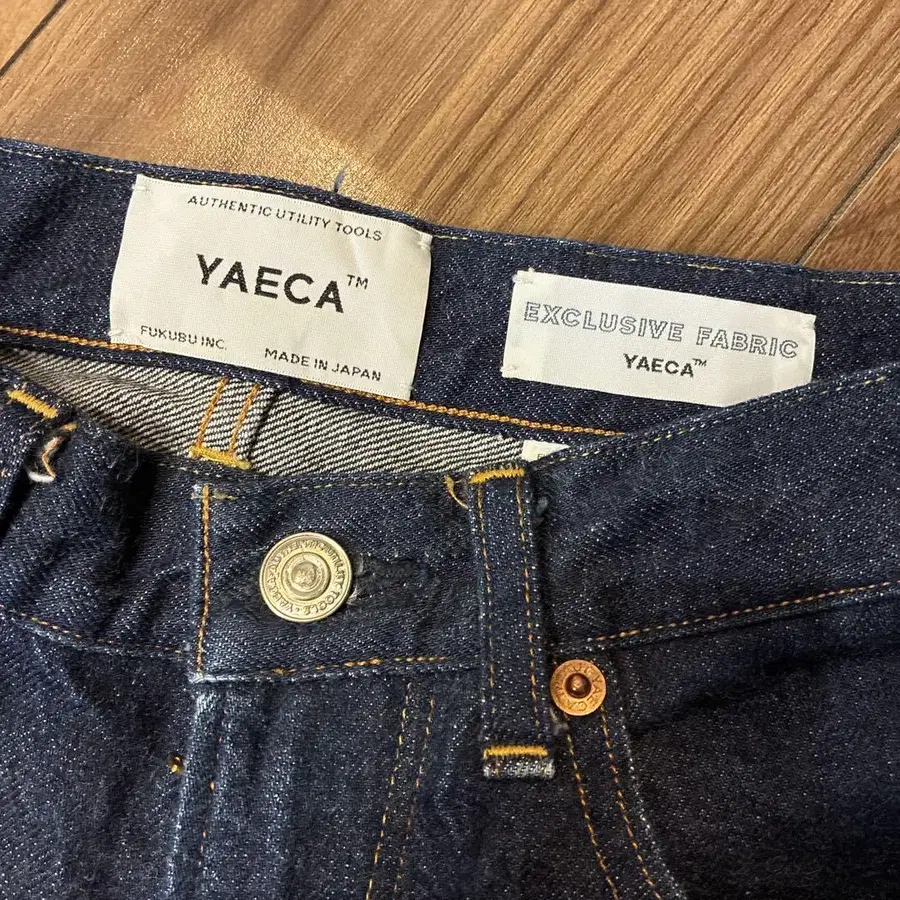 AUTHENTIC UTILITY TOOLS
YAECA™
FUKUBU INC.
MADE IN JAPAN
EXCLUSIVE FABRIC
YAECA™